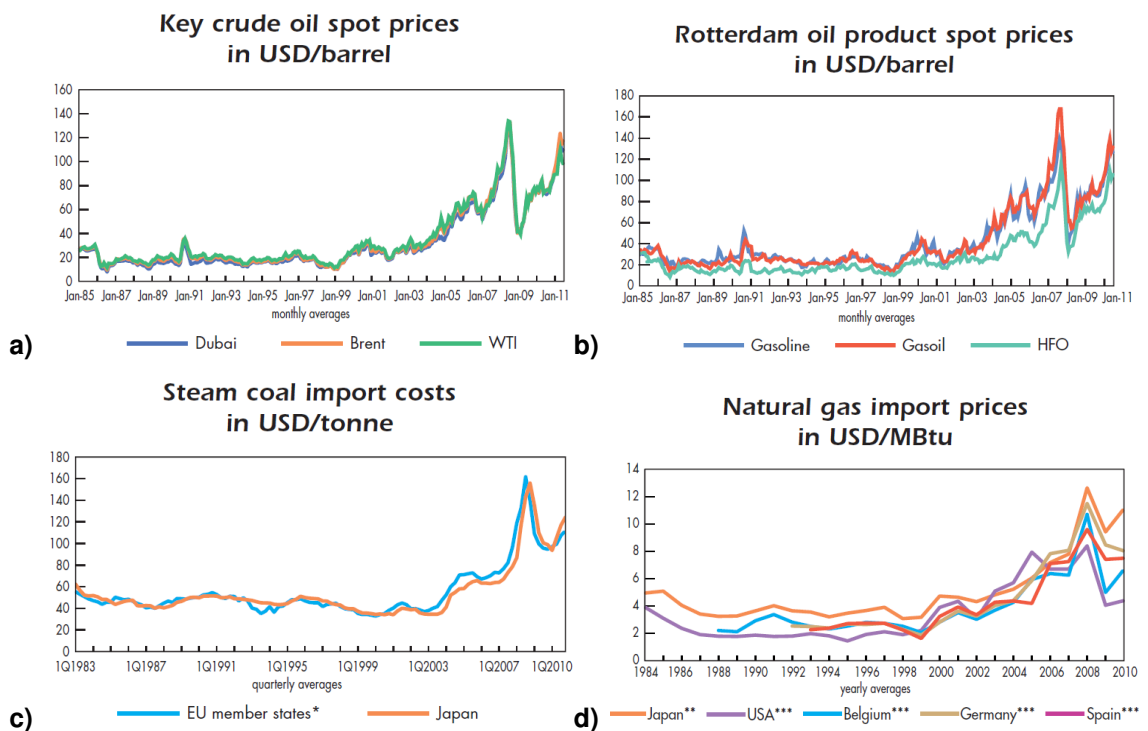 Key crude oil spot prices
in USD/barrel
160
140
120
100
80
60
40
20
0
Jan-85 Jan-87 Jan-89 Jan-91 Jan-93 Jan-95 Jan-97 Jan-99 Jan-01 Jan-03 Jan-05 Jan-07 Jan-09 Jan-11
monthly averages
a)
Dubai Brent WTI
Rotterdam oil product spot prices
in USD/barrel
180
160
140
120
100
80
60
40
20
0
Jan-85 Jan-87 Jan-89 Jan-91 Jan-93 Jan-95 Jan-97 Jan-99 Jan-01 Jan-03 Jan-05 Jan-07 Jan-09 Jan-11
monthly averages
b)
Gasoline Gasoil HFO
Steam coal import costs
in USD/tonne
180
160
140
120
100
80
60
40
20
0
1Q1983 1Q1987 1Q1991 1Q1995 1Q1999 1Q2003 1Q2007 1Q2010
quarterly averages
c)
EU member states* Japan
Natural gas import prices
in USD/MBtu
14
12
10
8
6
4
2
0
1984 1986 1988 1990 1992 1994 1996 1998 2000 2002 2004 2006 2008 2010
yearly averages
d)
Japan** USA*** Belgium*** Germany*** Spain***